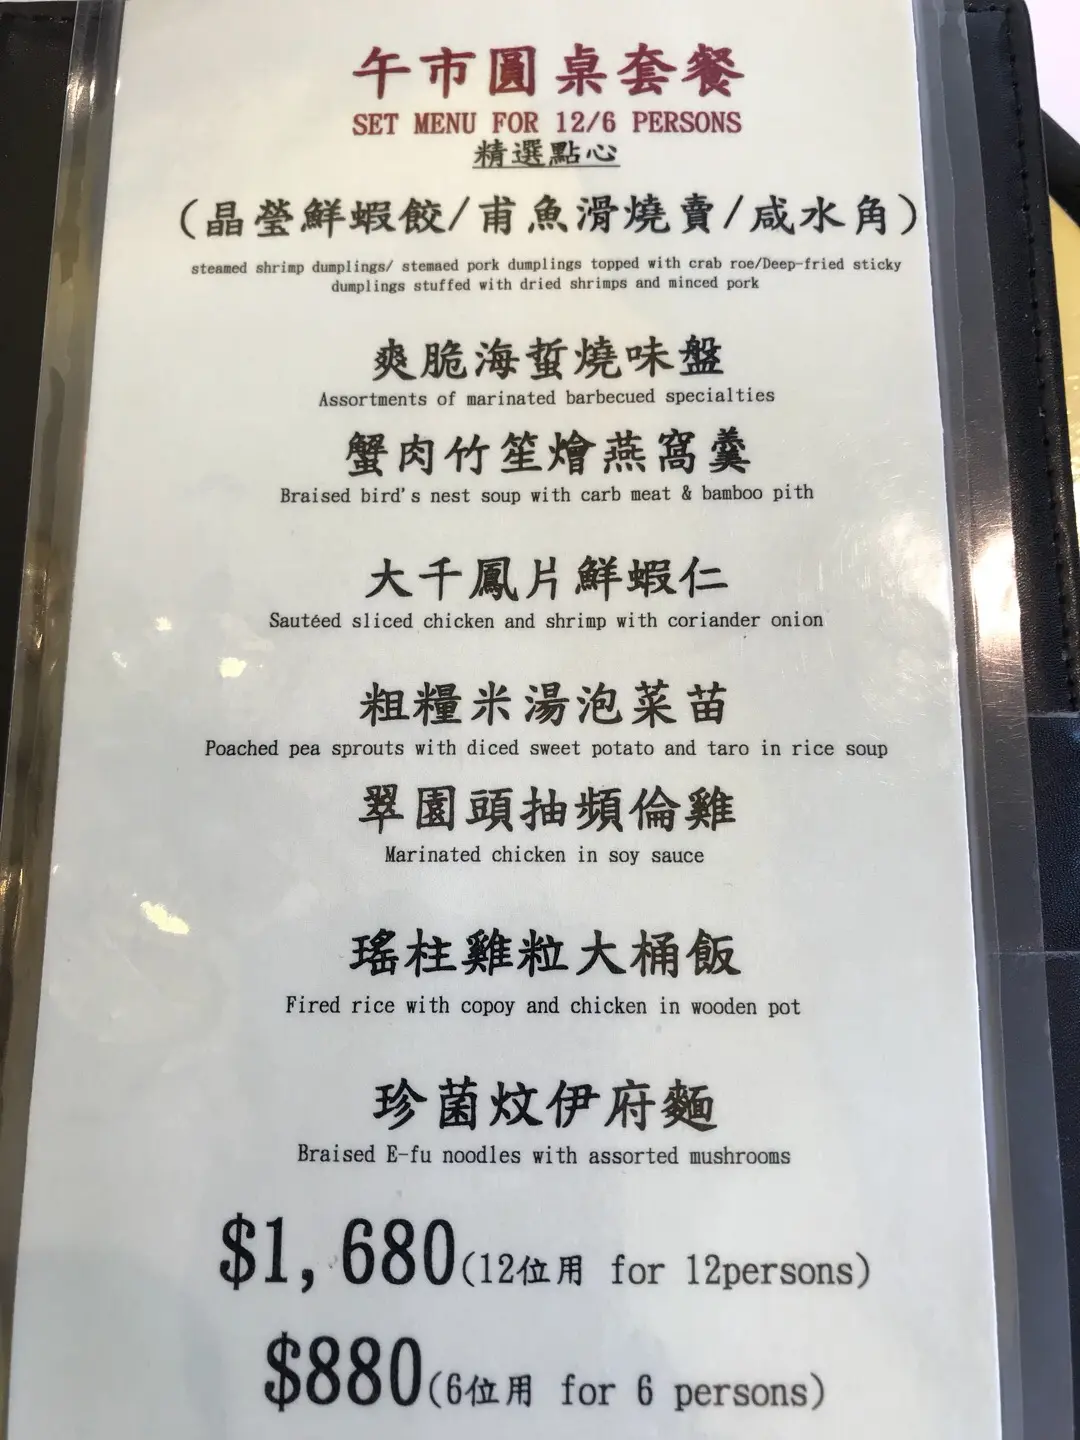 午市圓桌套餐
SET MENU FOR 12/6 PERSONS
精選點心
(晶瑩鮮蝦餃/甫魚滑燒賣/咸水角)
steamed shrimp dumplings/ stemaed pork dumplings topped with crab roe/Deep-fried sticky
dumplings stuffed with dried shrimps and minced pork
爽脆海蜇燒味盤
Assortments of marinated barbecued specialties
蟹肉竹笙燴燕窩羹
Braised bird's nest soup with carb meat & bamboo pith
大千鳳片鮮蝦仁
Sautéed sliced chicken and shrimp with coriander onion
粗糧米湯泡菜苗
Poached pea sprouts with diced sweet potato and taro in rice soup
翠園頭抽頻倫雞
Marinated chicken in soy sauce
瑤柱雞粒大桶飯
Fired rice with copoy and chicken in wooden pot
珍菌炆伊府麵
Braised E-fu noodles with assorted mushrooms
$1,680(12位用 for 12persons)
$880(6位用 for 6 persons)